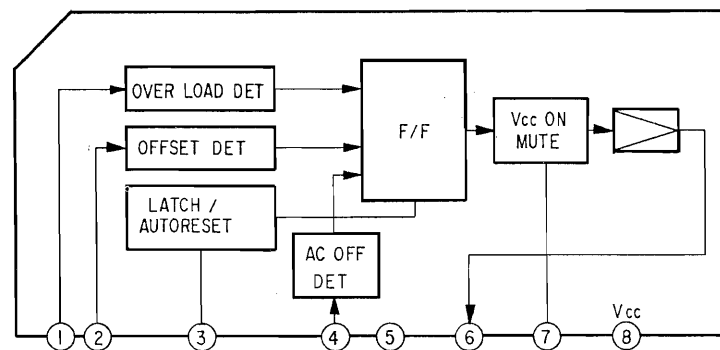 OVER LOAD DET
OFFSET DET
LATCH /
AUTORESET
F/F
Vcc ON
MUTE
AC OFF
DET
Vcc
1 2 3 4 5 6 7 8